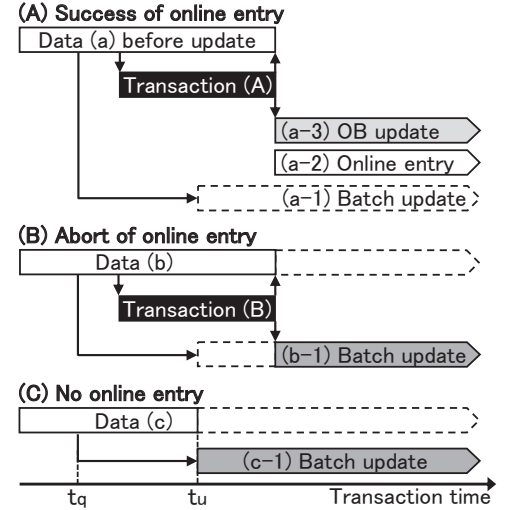 (A) Success of online entry
Data (a) before update
Transaction (A)
(a-3) OB update
(a-2) Online entry
(a-1) Batch update
(B) Abort of online entry
Data (b)
Transaction (B)
(b-1) Batch update
(C) No online entry
Data (c)
(c-1) Batch update
tq tu Transaction time